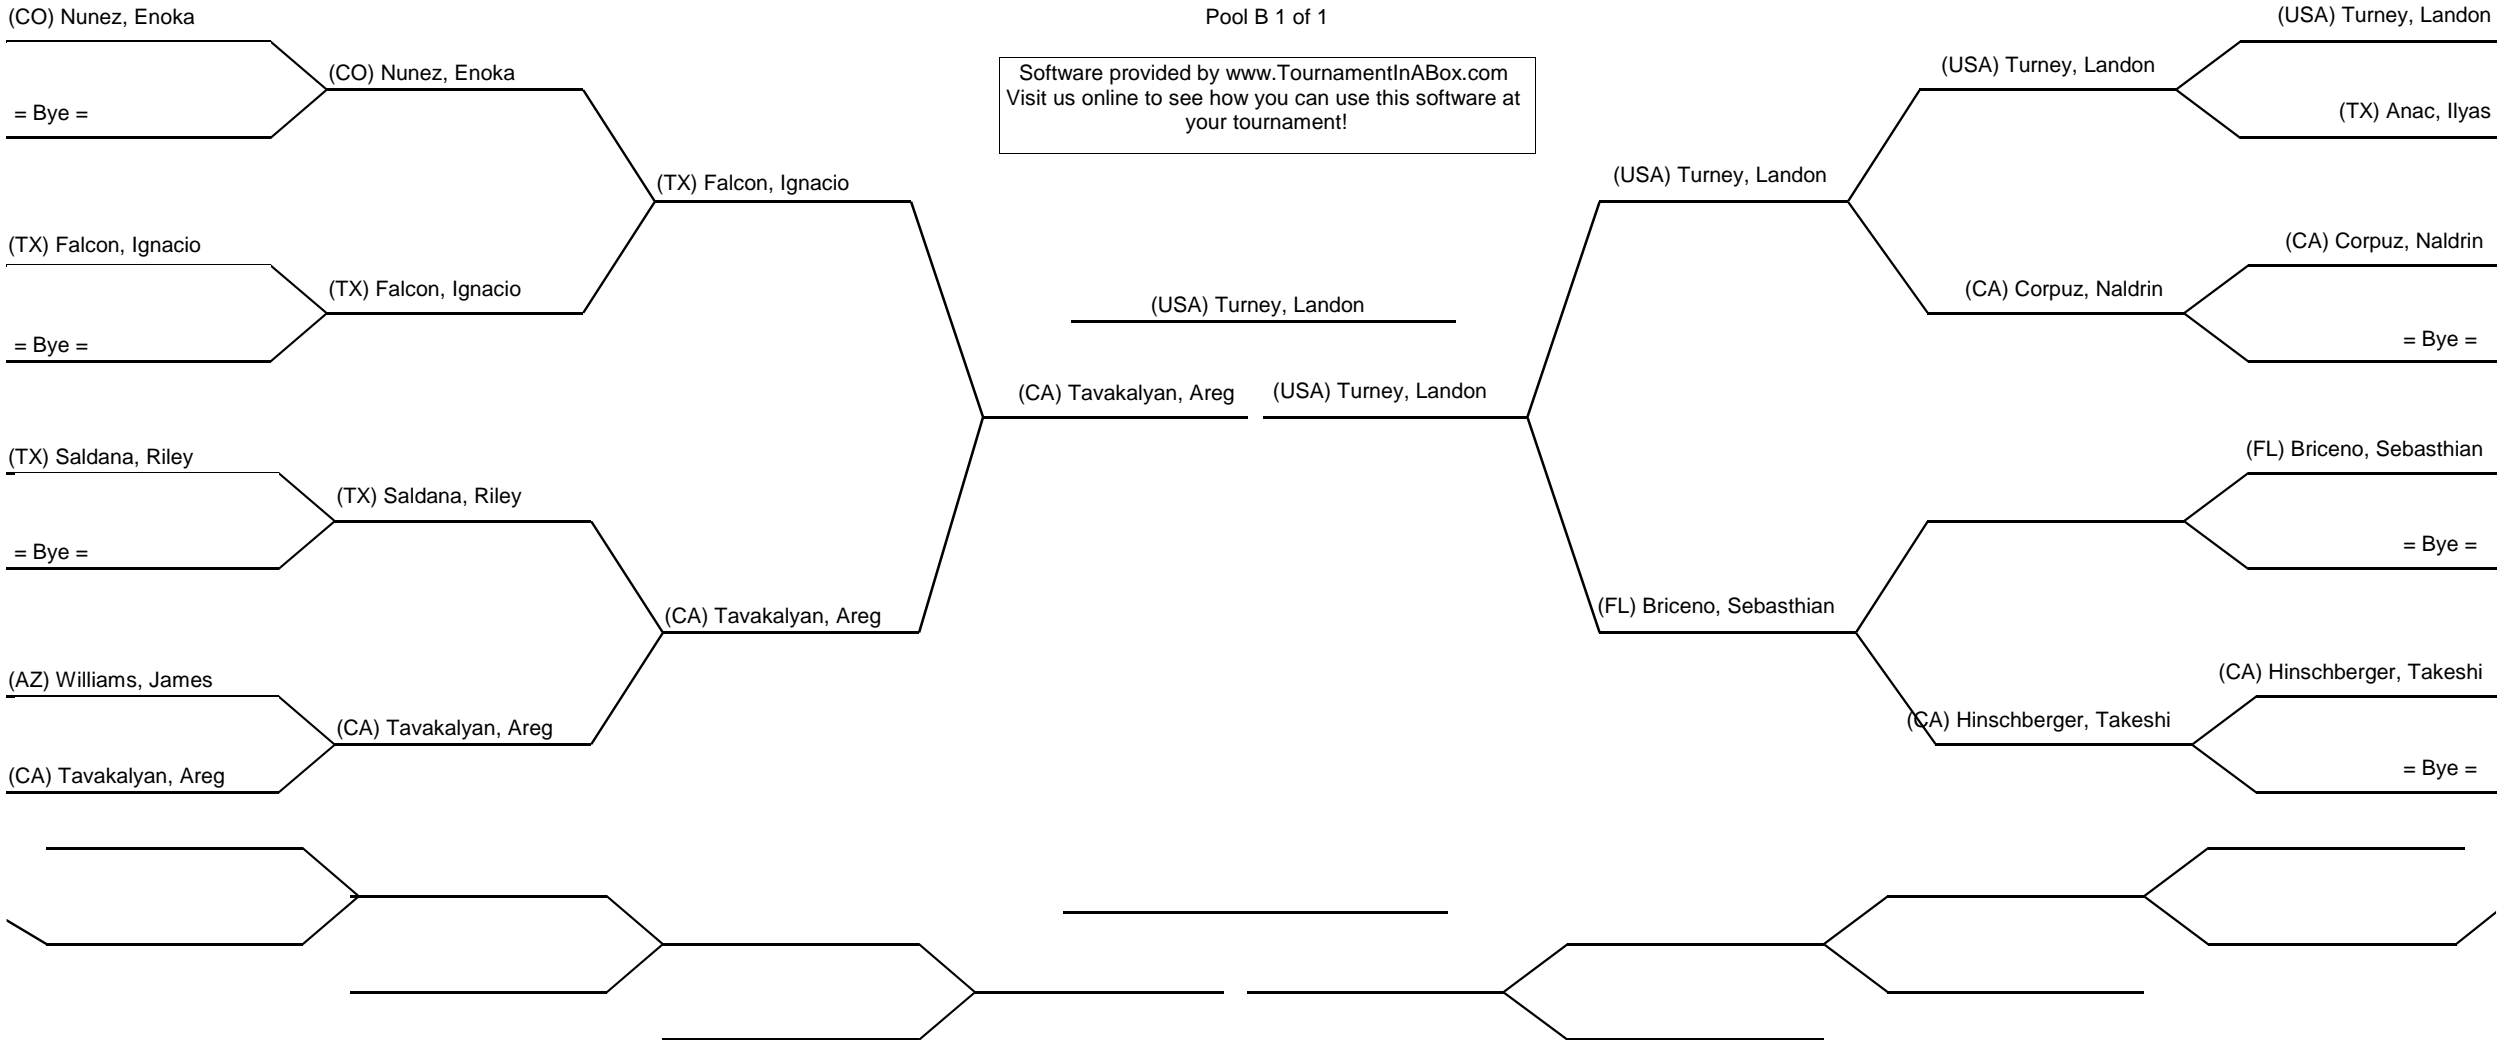 (CO) Nunez, Enoka
Pool B 1 of 1
(USA) Turney, Landon
Software provided by www.TournamentInABox.com
Visit us online to see how you can use this software at
your tournament!
(CO) Nunez, Enoka
(USA) Turney, Landon
= Bye =
(TX) Anac, Ilyas
(TX) Falcon, Ignacio
(USA) Turney, Landon
(TX) Falcon, Ignacio
(CA) Corpuz, Naldrin
(TX) Falcon, Ignacio
(CA) Corpuz, Naldrin
(USA) Turney, Landon
= Bye =
= Bye =
(CA) Tavakalyan, Areg
(USA) Turney, Landon
(TX) Saldana, Riley
(FL) Briceno, Sebasthian
(TX) Saldana, Riley
= Bye =
= Bye =
(CA) Tavakalyan, Areg
(FL) Briceno, Sebasthian
(AZ) Williams, James
(CA) Hinschberger, Takeshi
(CA) Tavakalyan, Areg
(CA) Hinschberger, Takeshi
(CA) Tavakalyan, Areg
= Bye =